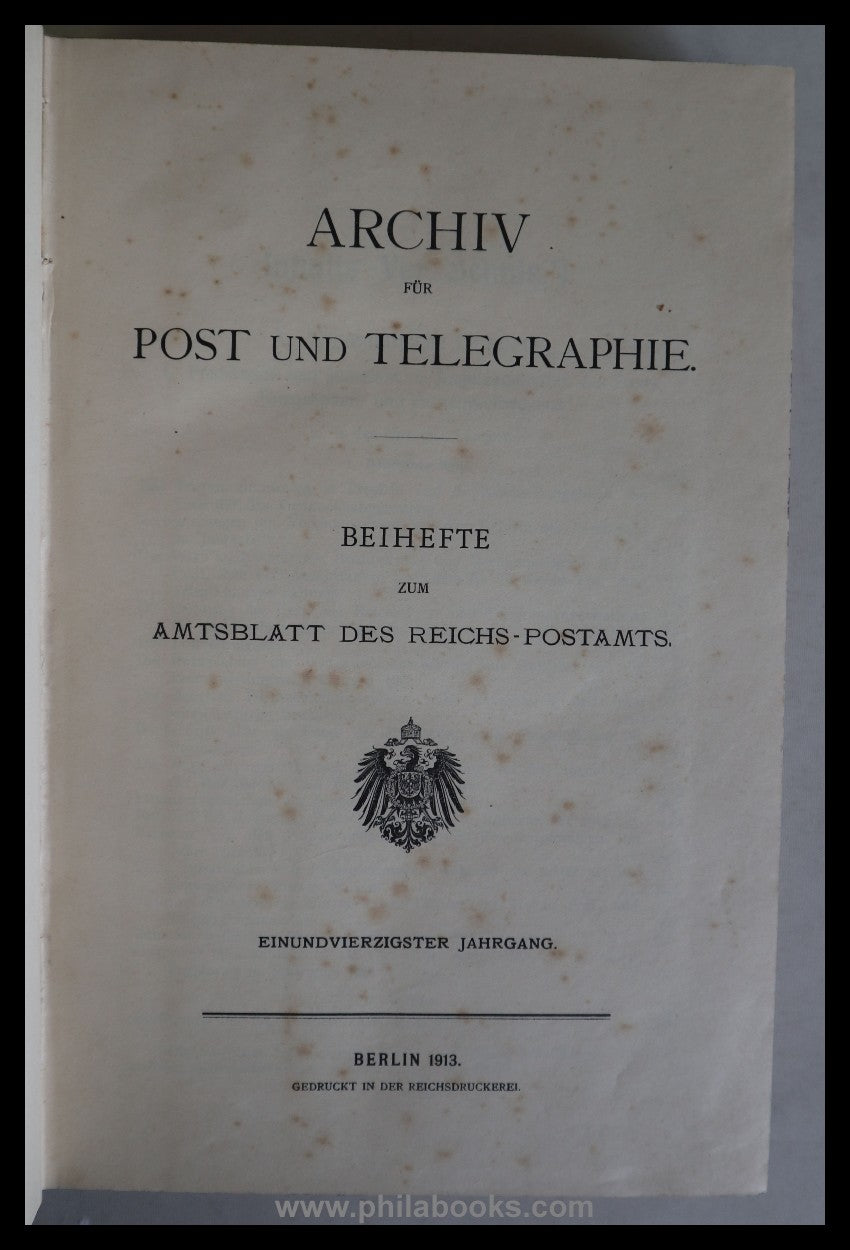 ARCHIV
FÜR
POST UND TELEGRAPHIE.
BEIHEFTE
ZUM
AMTSBLATT DES REICHS-POSTAMTS.
EINUNDVIERZIGSTER JAHRGANG.
BERLIN 1913.
GEDRUCKT IN DER REICHSDRUCKEREI.
www.philabooks.com